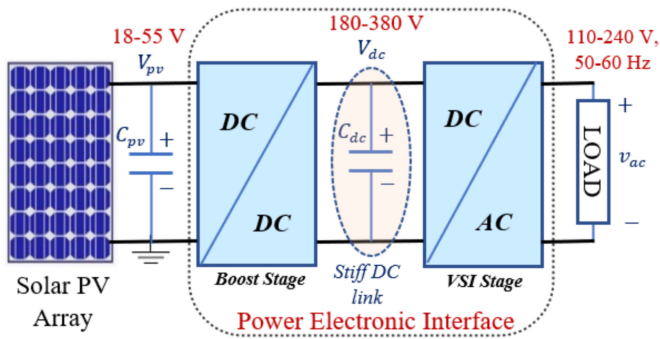 18-55 V
V_pv
180-380 V
V_dc
110-240 V,
50-60 Hz
C_pv
+
−
DC
DC
C_dc
+
−
DC
AC
LOAD
+
v_ac
−
Solar PV
Array
Boost Stage
Stiff DC
link
VSI Stage
Power Electronic Interface